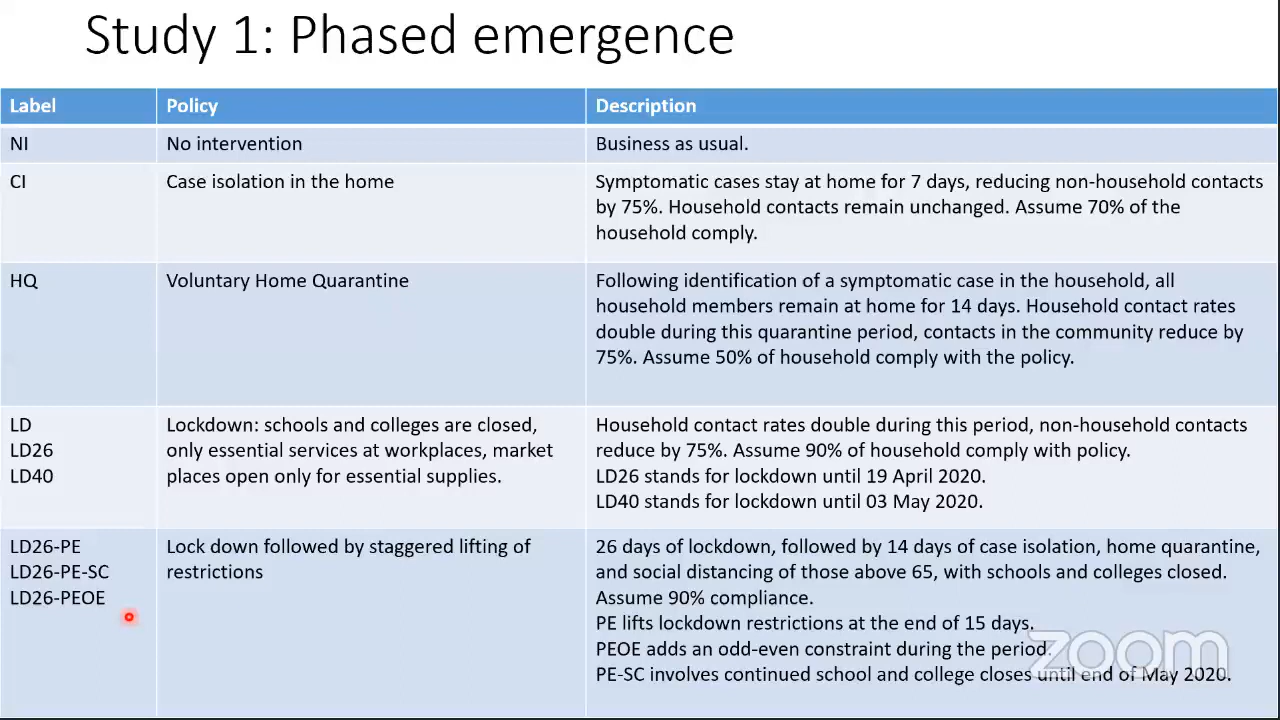 Study 1: Phased emergence
Label Policy Description
NI No intervention Business as usual.
CI Case isolation in the home Symptomatic cases stay at home for 7 days, reducing non-household contacts
by 75%. Household contacts remain unchanged. Assume 70% of the
household comply.
HQ Voluntary Home Quarantine Following identification of a symptomatic case in the household, all
household members remain at home for 14 days. Household contact rates
double during this quarantine period, contacts in the community reduce by
75%. Assume 50% of household comply with the policy.
LD Lockdown: schools and colleges are closed, Household contact rates double during this period, non-household contacts
LD26 only essential services at workplaces, market reduce by 75%. Assume 90% of household comply with policy.
LD40 places open only for essential supplies. LD26 stands for lockdown until 19 April 2020.
LD40 stands for lockdown until 03 May 2020.
LD26-PE Lock down followed by staggered lifting of 26 days of lockdown, followed by 14 days of case isolation, home quarantine,
LD26-PE-SC restrictions and social distancing of those above 65, with schools and colleges closed.
LD26-PEOE Assume 90% compliance.
PE lifts lockdown restrictions at the end of 15 days.
PEOE adds an odd-even constraint during the period.
PE-SC involves continued school and college closes until end of May 2020.
zoom